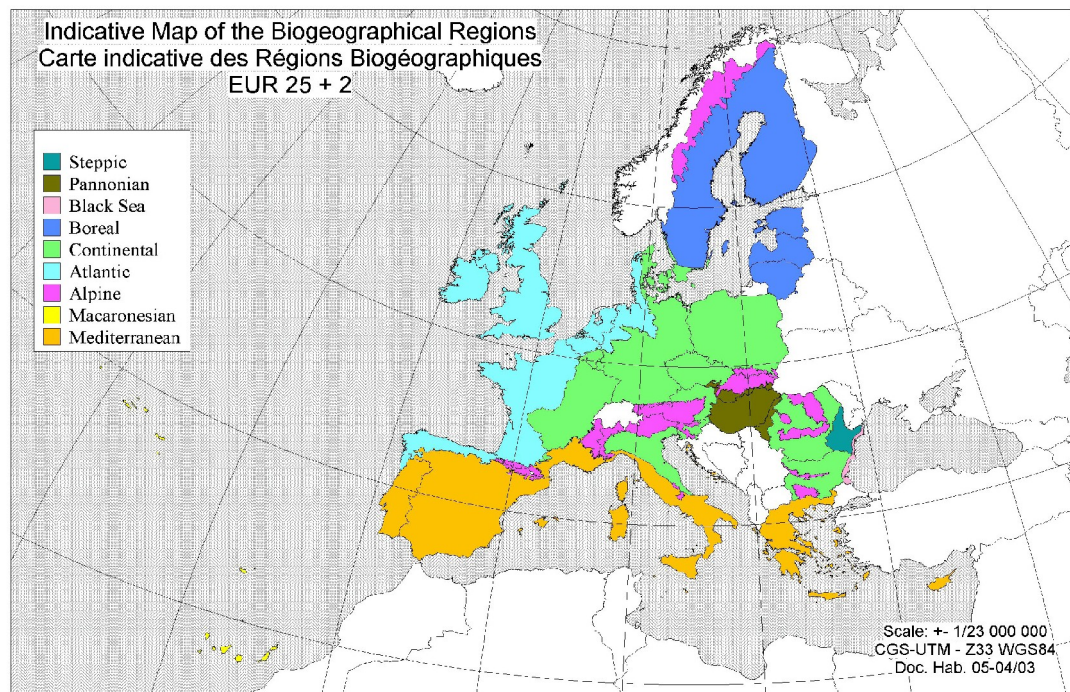 Indicative Map of the Biogeographical Regions
Carte indicative des Régions Biogéographiques
EUR 25 + 2
Steppic
Pannonian
Black Sea
Boreal
Continental
Atlantic
Alpine
Macaronesian
Mediterranean
Scale: +- 1/23 000 000
CGS-UTM - Z33 WGS84
Doc. Hab. 05-04/03